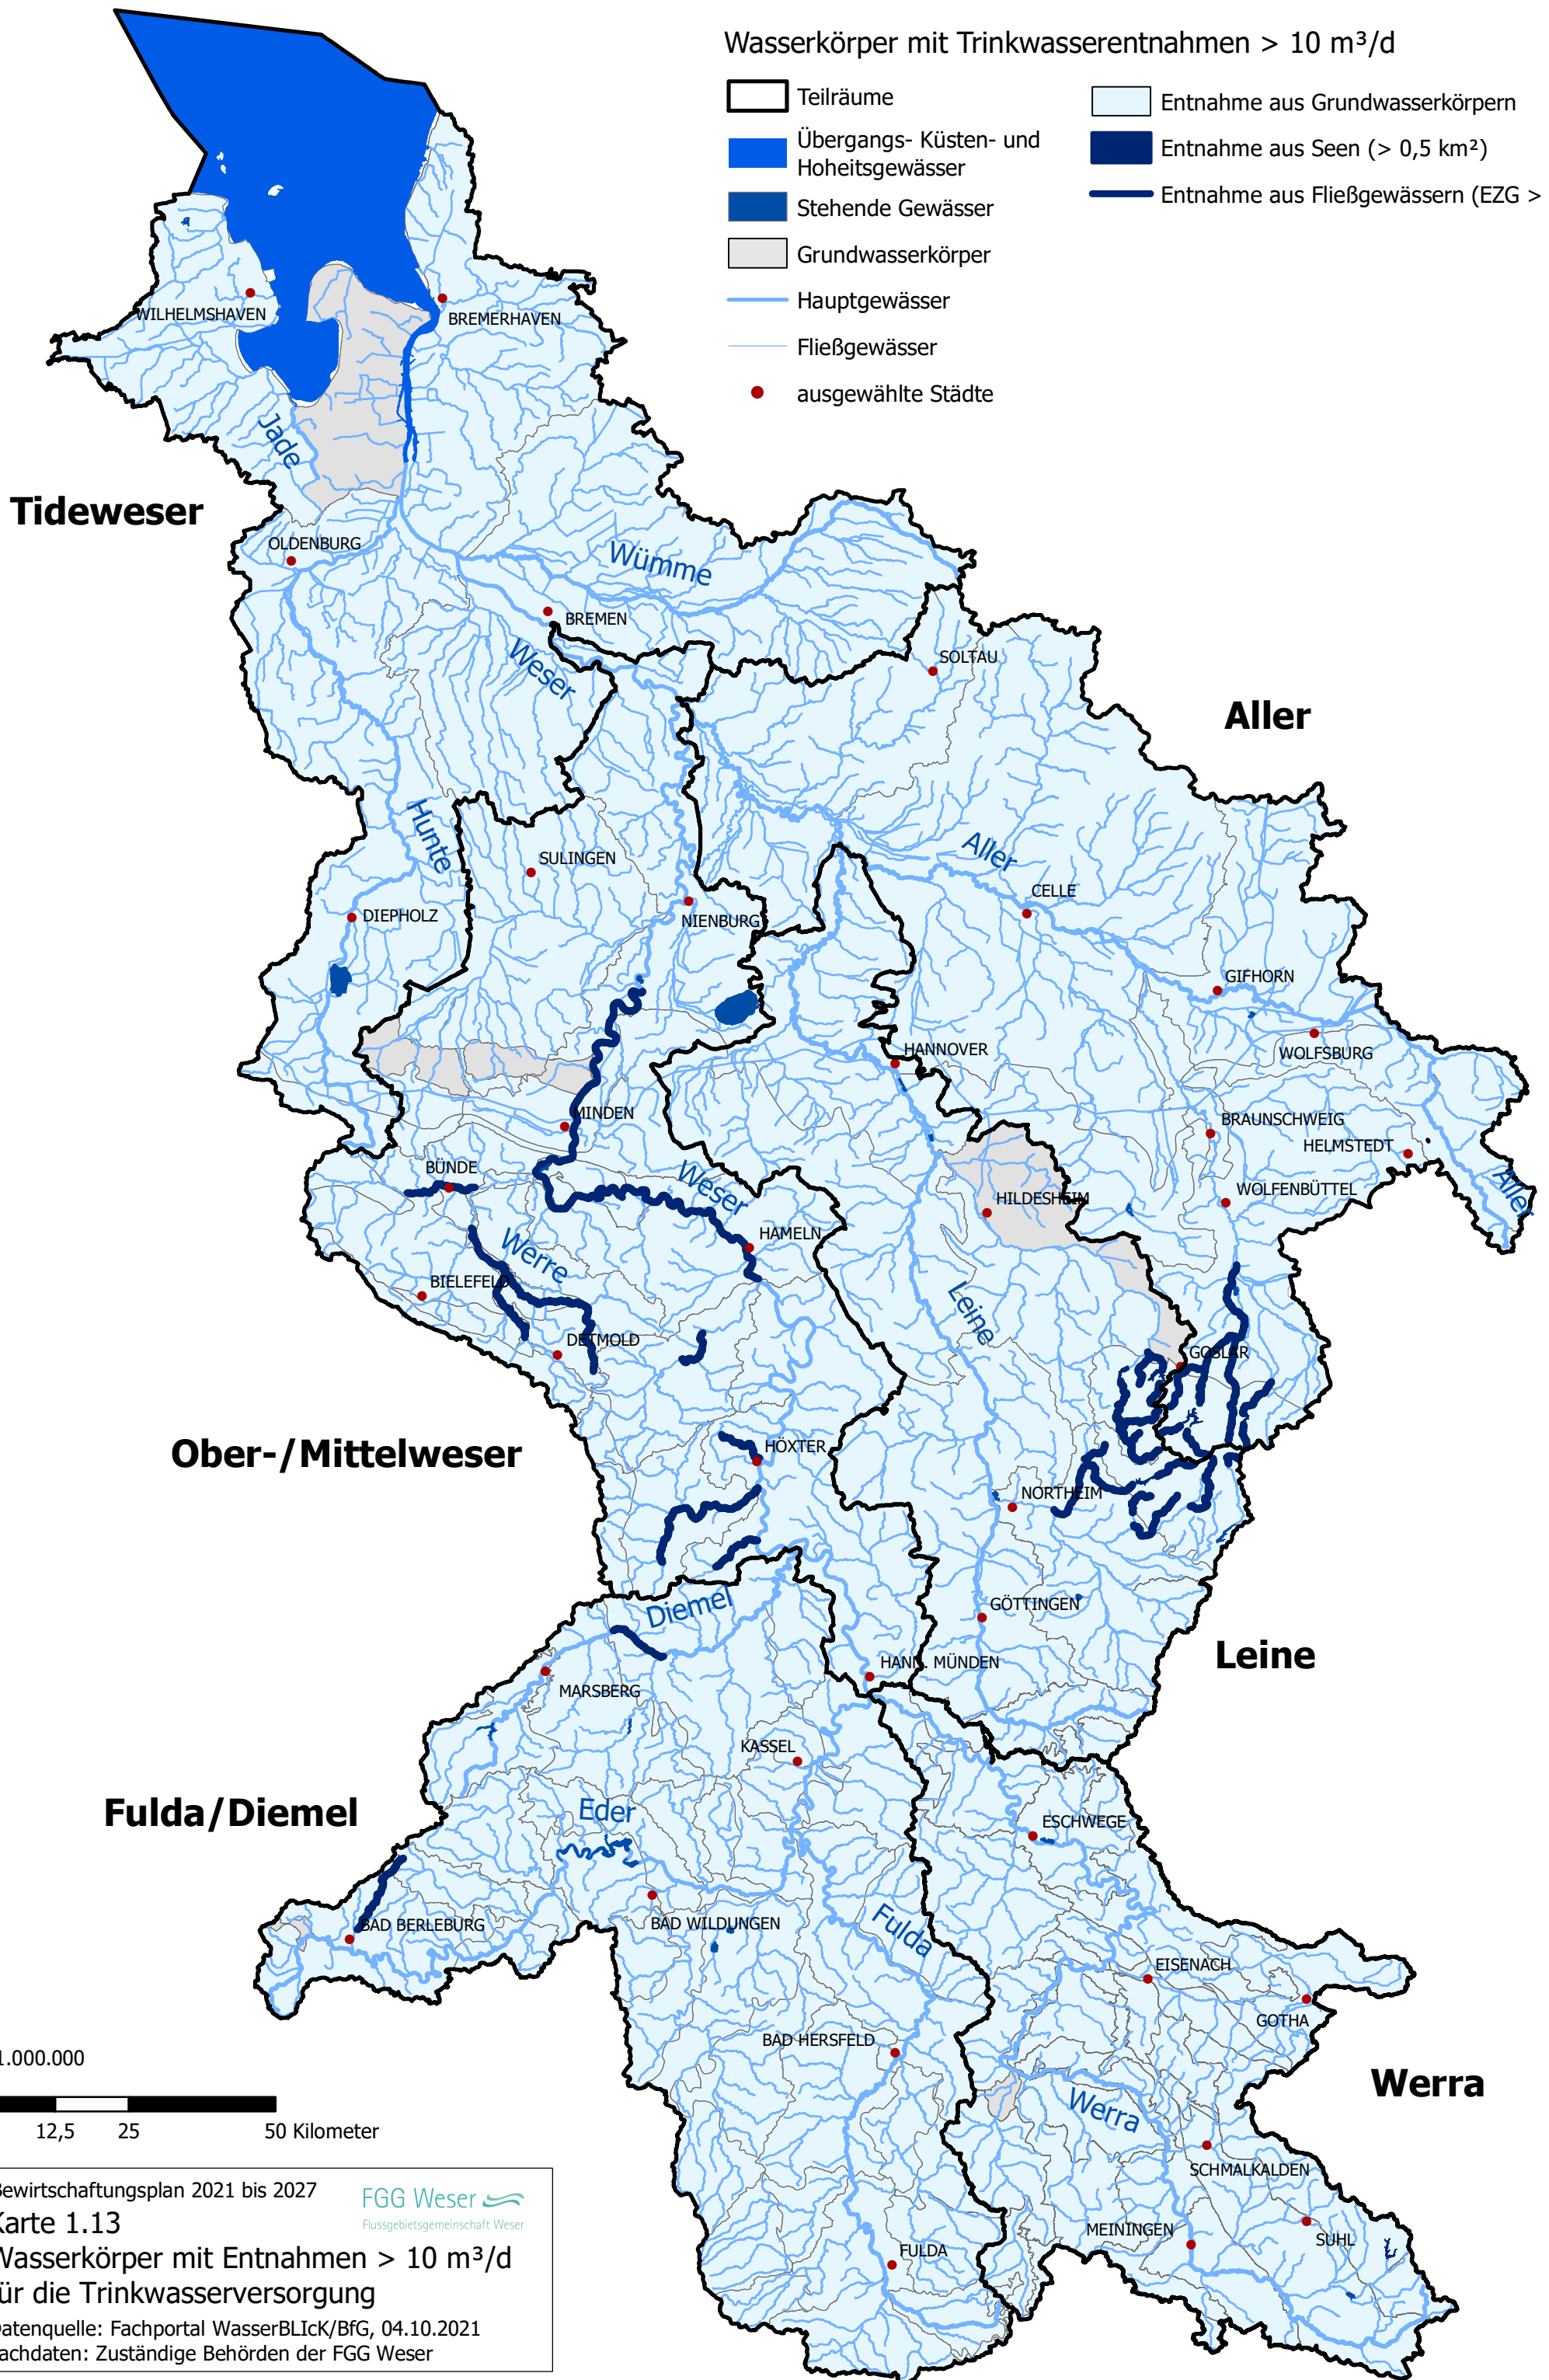 Wasserkörper mit Trinkwasserentnahmen > 10 m³/d
Teilräume
Übergangs- Küsten- und
Hoheitsgewässer
Stehende Gewässer
Grundwasserkörper
Hauptgewässer
Fließgewässer
ausgewählte Städte
Entnahme aus Grundwasserkörpern
Entnahme aus Seen (> 0,5 km²)
Entnahme aus Fließgewässern (EZG >
WILHELMSHAVEN
BREMERHAVEN
Jade
Tideweser
OLDENBURG
Wümme
BREMEN
Weser
SOLTAU
Aller
Hunte
SULINGEN
Aller
CELLE
DIEPHOLZ
NIENBURG
GIFHORN
HANNOVER
WOLFSBURG
MINDEN
BRAUNSCHWEIG
HELMSTEDT
BÜNDE
Weser
HILDESHEIM
WOLFENBÜTTEL
Aller
HAMELN
Werre
BIELEFELD
Leine
DETMOLD
GOSLAR
Ober-/Mittelweser
HÖXTER
NORTHEIM
Diemel
GÖTTINGEN
Leine
HANN. MÜNDEN
MARSBERG
KASSEL
Fulda/Diemel
Eder
ESCHWEGE
BAD BERLEBURG
BAD WILDUNGEN
Fulda
EISENACH
GOTHA
BAD HERSFELD
Werra
Werra
SCHMALKALDEN
MEININGEN
SUHL
FULDA
1.000.000
12,5 25 50 Kilometer
Bewirtschaftungsplan 2021 bis 2027
FGG Weser
Flussgebietsgemeinschaft Weser
Karte 1.13
Wasserkörper mit Entnahmen > 10 m³/d
für die Trinkwasserversorgung
Datenquelle: Fachportal WasserBLIcK/BfG, 04.10.2021
Fachdaten: Zuständige Behörden der FGG Weser